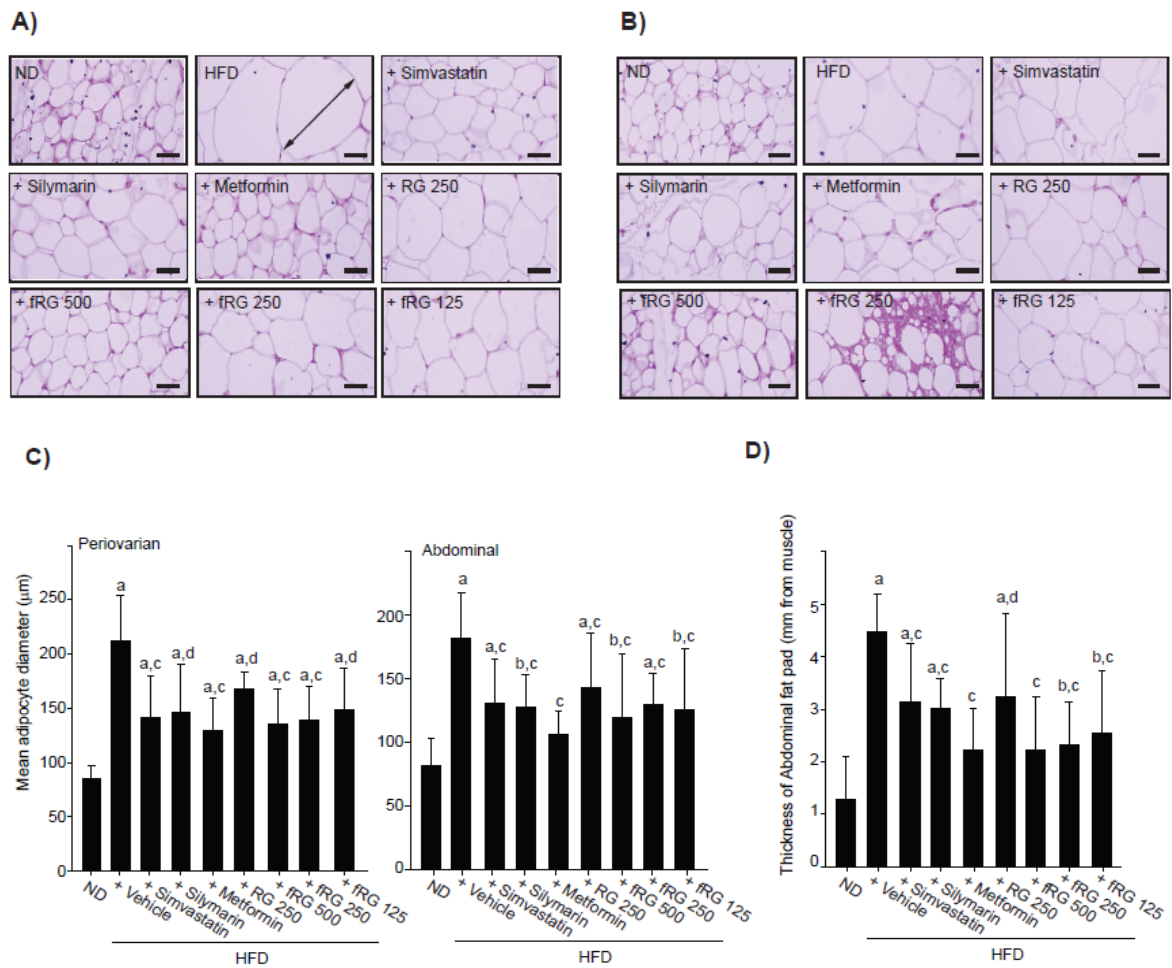 A)
ND
HFD
+ Simvastatin
+ Silymarin
+ Metformin
+ RG 250
+ fRG 500
+ fRG 250
+ fRG 125
B)
ND
HFD
+ Simvastatin
+ Silymarin
+ Metformin
+ RG 250
+ fRG 500
+ fRG 250
+ fRG 125
C)
Periovarian
Mean adipocyte diameter (µm)
250
200
150
100
50
0
a
a,c
a,d
a,c
a,d
a,c
a,c
a,d
ND
+ Vehicle
+ Simvastatin
+ Silymarin
+ Metformin
+ RG 250
+ fRG 500
+ fRG 250
+ fRG 125
HFD
Abdominal
200
150
100
50
0
a
a,c
b,c
c
a,c
b,c
a,c
b,c
ND
+ Vehicle
+ Simvastatin
+ Silymarin
+ Metformin
+ RG 250
+ fRG 500
+ fRG 250
+ fRG 125
HFD
D)
Thickness of Abdominal fat pad (mm from muscle)
5
4
3
2
1
0
a
a,c
a,c
c
a,d
c
b,c
b,c
ND
+ Vehicle
+ Simvastatin
+ Silymarin
+ Metformin
+ RG 250
+ fRG 500
+ fRG 250
+ fRG 125
HFD